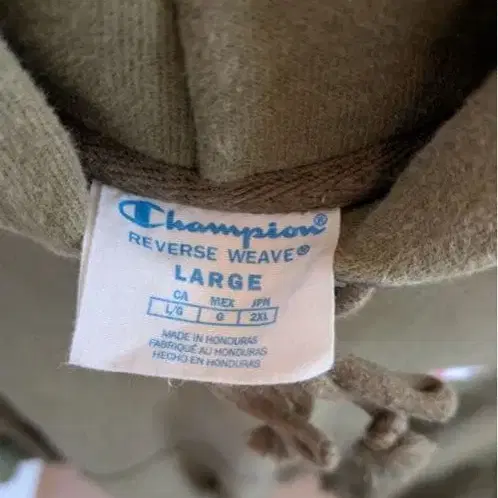 Champion®
REVERSE WEAVE®
LARGE
CA MEX JPN
L/G G 2XL
MADE IN HONDURAS
FABRIQUÉ AU HONDURAS
HECHO EN HONDURAS